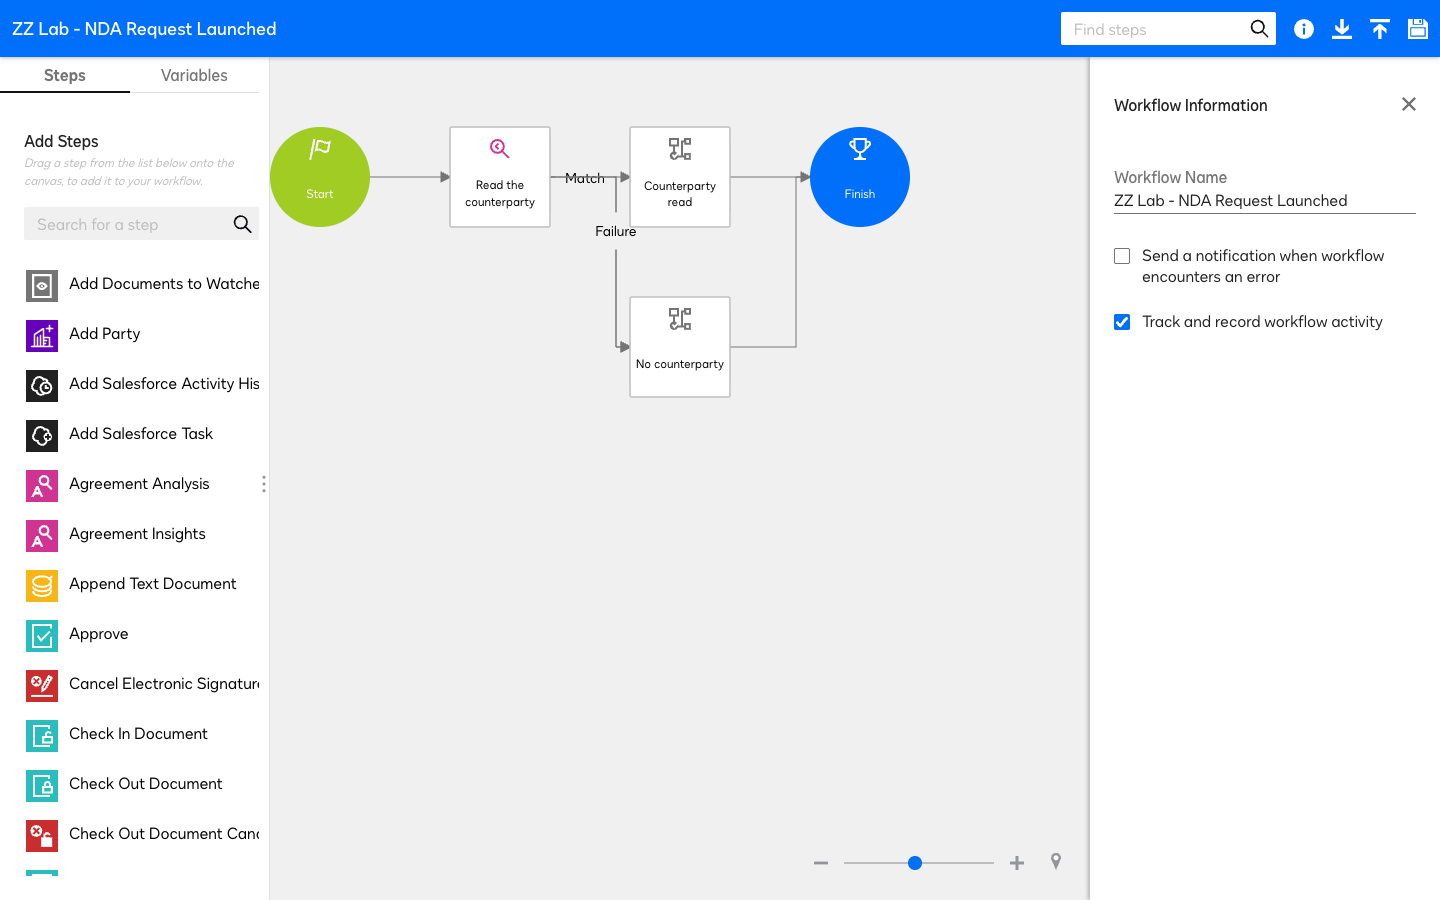 ZZ Lab - NDA Request Launched
Find steps
Steps
Variables
Add Steps
Drag a step from the list below onto the
canvas, to add it to your workflow.
Search for a step
Add Documents to Watche
Add Party
Add Salesforce Activity His
Add Salesforce Task
Agreement Analysis
Agreement Insights
Append Text Document
Approve
Cancel Electronic Signature
Check In Document
Check Out Document
Check Out Document Canc
Start
Read the
counterparty
Match
Failure
Counterparty
read
No counterparty
Finish
Workflow Information
Workflow Name
ZZ Lab - NDA Request Launched
Send a notification when workflow
encounters an error
Track and record workflow activity